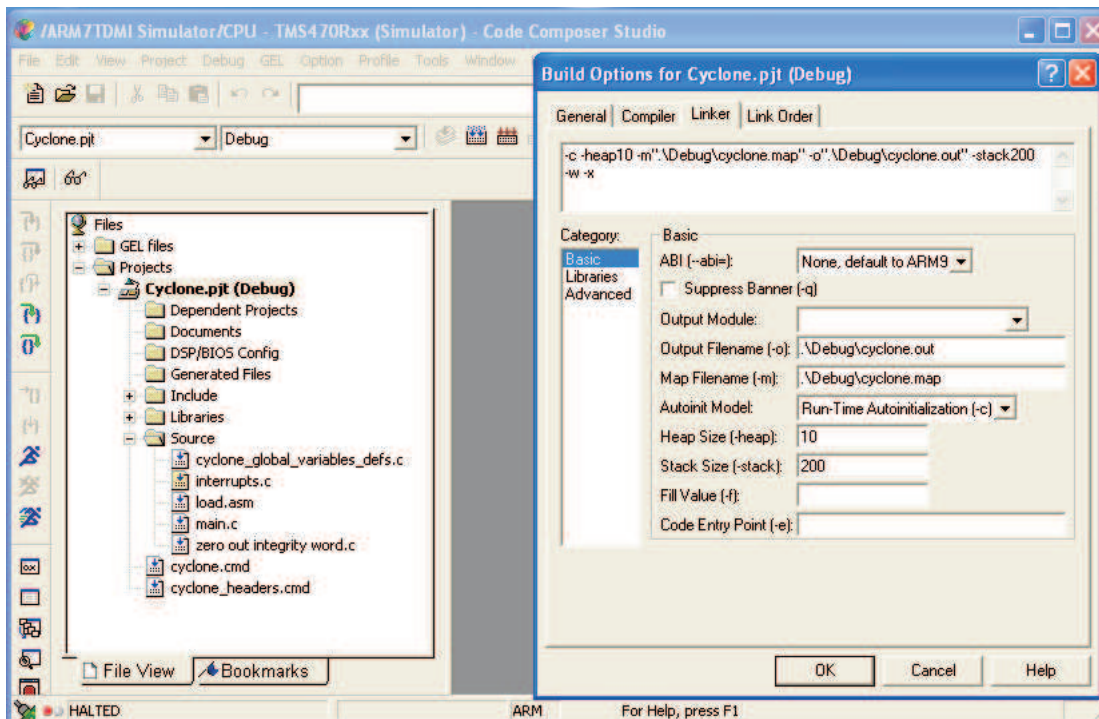 /ARM7TDMI Simulator/CPU - TMS470Rxx (Simulator) - Code Composer Studio
File Edit View Project Debug GEL Option Profile Tools Window
Cyclone.pjt
Debug
Files
GEL files
Projects
Cyclone.pjt (Debug)
Dependent Projects
Documents
DSP/BIOS Config
Generated Files
Include
Libraries
Source
cyclone_global_variables_defs.c
interrupts.c
load.asm
main.c
zero out integrity word.c
cyclone.cmd
cyclone_headers.cmd
File View
Bookmarks
HALTED
ARM
For Help, press F1
Build Options for Cyclone.pjt (Debug)
General Compiler Linker Link Order
-c -heap10 -m".\Debug\cyclone.map" -o".\Debug\cyclone.out" -stack200
-w -x
Category:
Basic
Libraries
Advanced
Basic
ABI (--abi=): None, default to ARM9
Suppress Banner (-q)
Output Module:
Output Filename (-o): .\Debug\cyclone.out
Map Filename (-m): .\Debug\cyclone.map
Autoinit Model: Run-Time Autoinitialization (-c)
Heap Size (-heap): 10
Stack Size (-stack): 200
Fill Value (-f):
Code Entry Point (-e):
OK Cancel Help